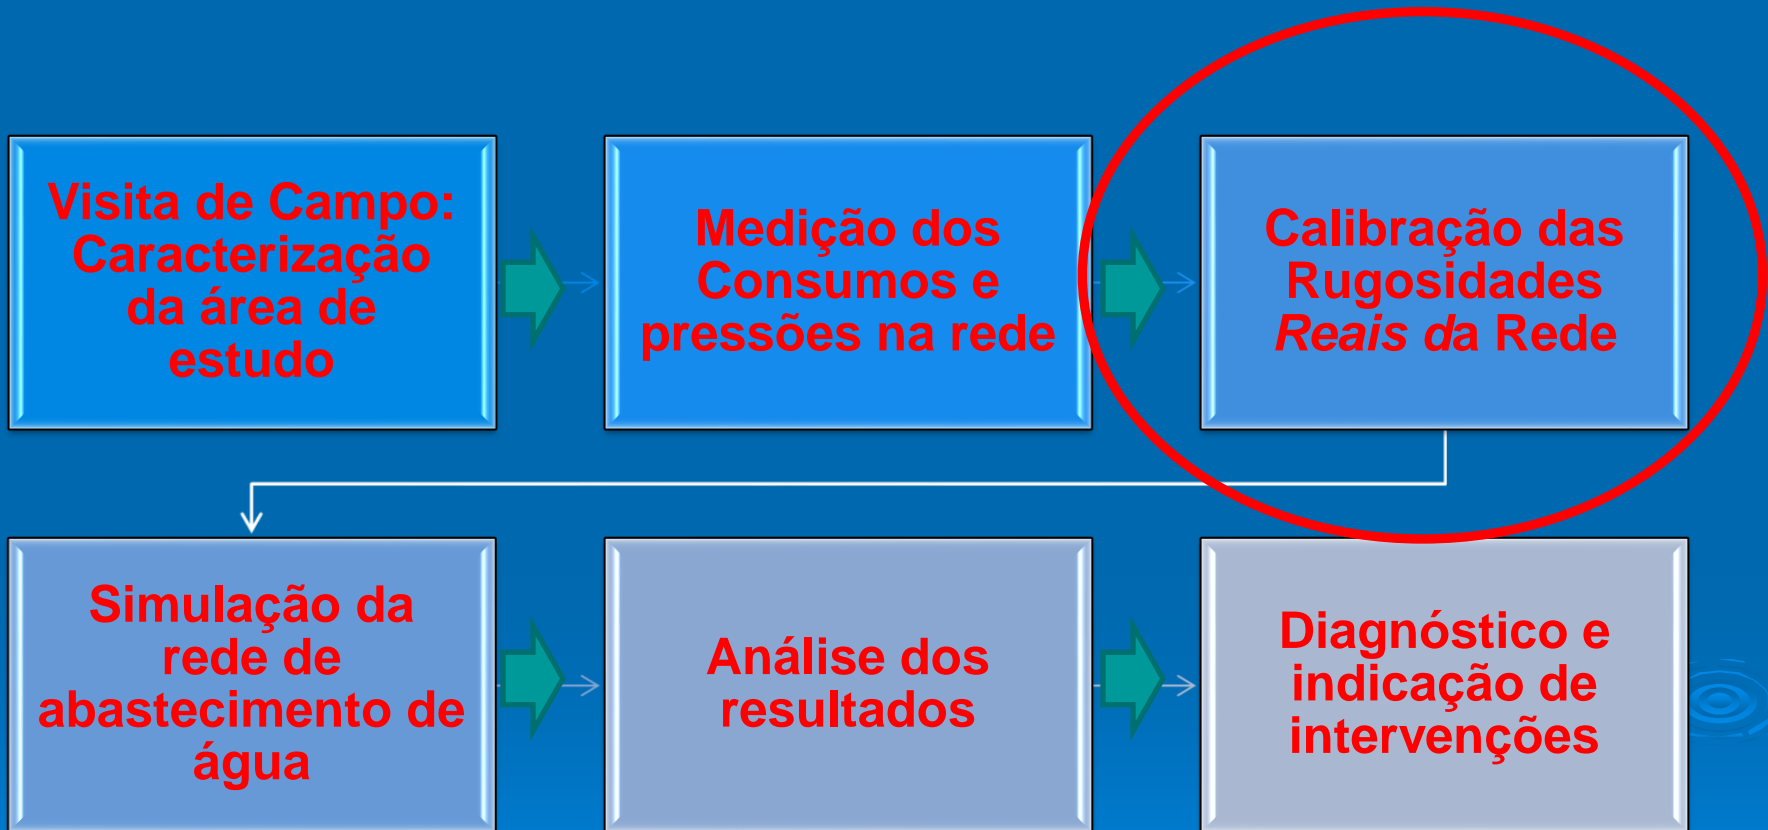 Visita de Campo:
Caracterização
da área de
estudo
Medição dos
Consumos e
pressões na rede
Calibração das
Rugosidades
Reais da Rede
Simulação da
rede de
abastecimento de
água
Análise dos
resultados
Diagnóstico e
indicação de
intervenções